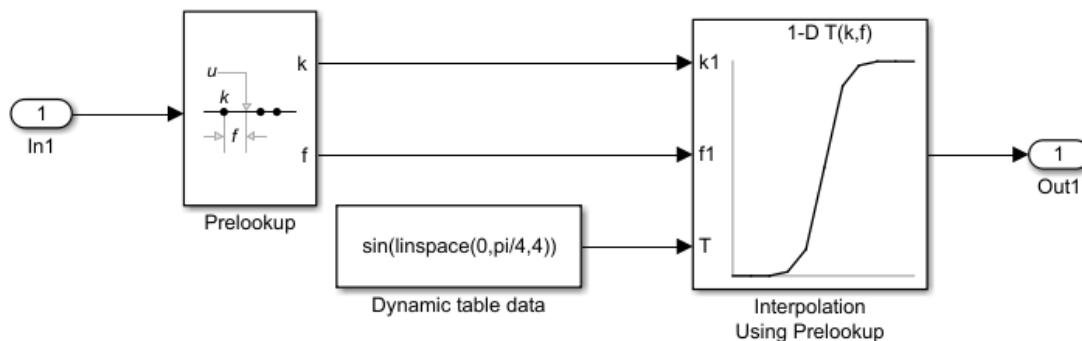 1
In1
u
k
f
k
f
Prelookup
sin(linspace(0,pi/4,4))
Dynamic table data
1-D T(k,f)
k1
f1
T
Interpolation
Using Prelookup
1
Out1